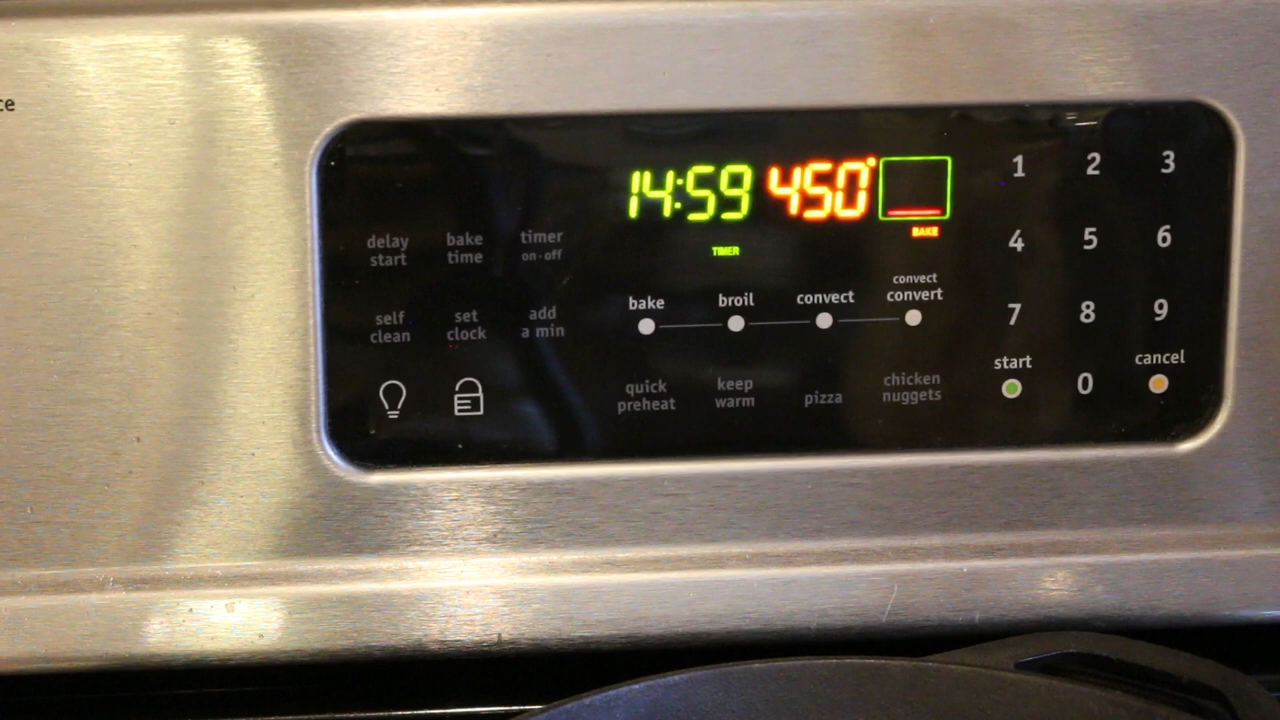 ce
14:59 450°
TIMER
BAKE
delay start
bake time
timer on·off
self clean
set clock
add a min
bake
broil
convect
convect convert
quick preheat
keep warm
pizza
chicken nuggets
1 2 3
4 5 6
7 8 9
start
0
cancel